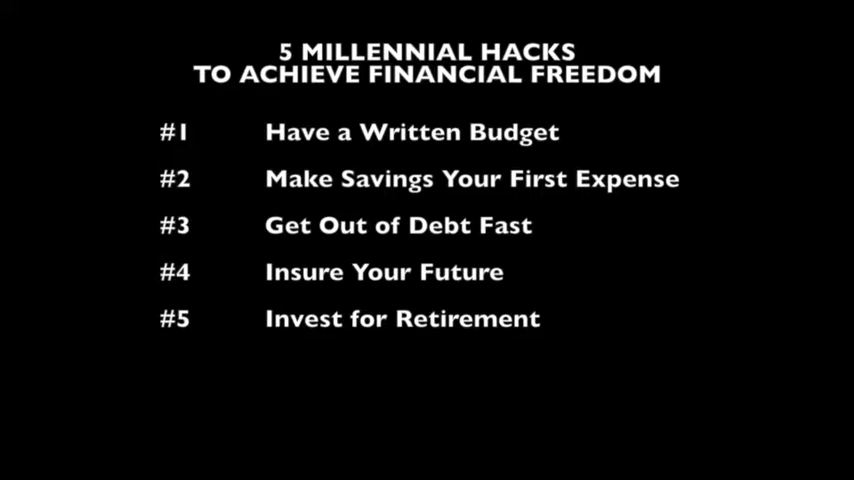 5 MILLENNIAL HACKS
TO ACHIEVE FINANCIAL FREEDOM
#1 Have a Written Budget
#2 Make Savings Your First Expense
#3 Get Out of Debt Fast
#4 Insure Your Future
#5 Invest for Retirement